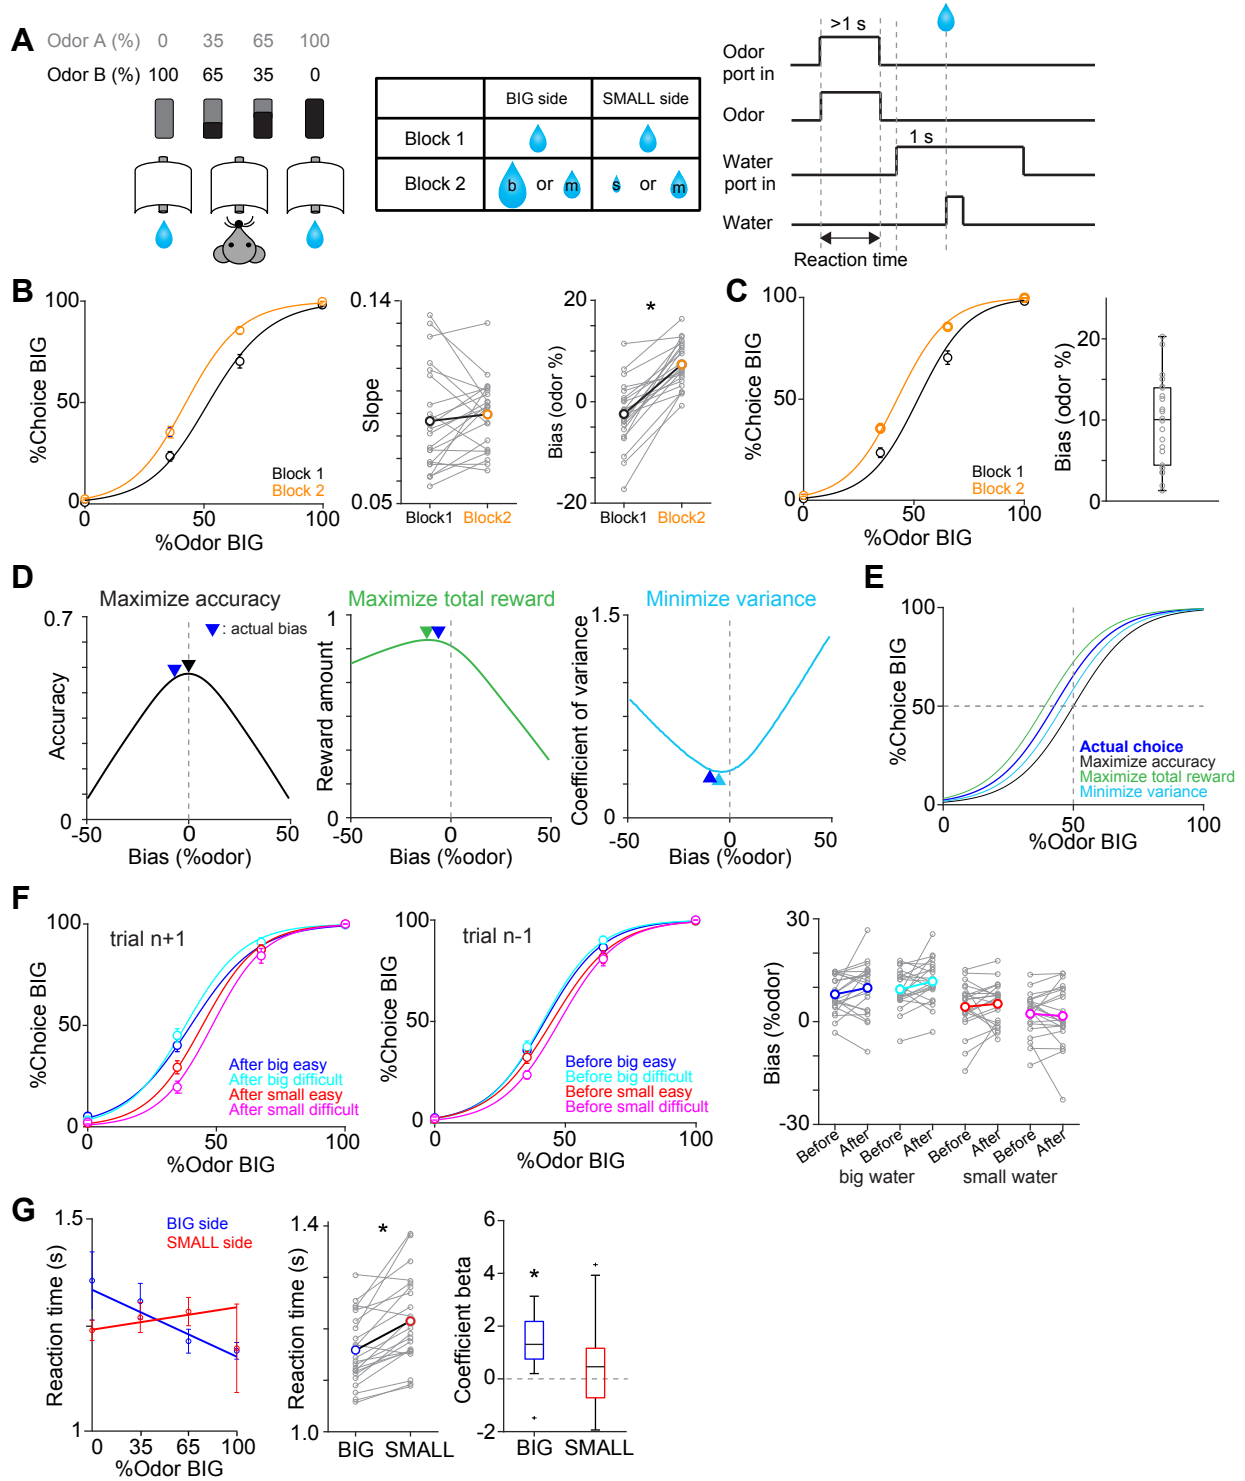 A
Odor A (%) 0 35 65 100
Odor B (%) 100 65 35 0
BIG side SMALL side
Block 1
Block 2 b or m s or m
>1 s
Odor
port in
Odor
1 s
Water
port in
Water
Reaction time
B
%Choice BIG
100
50
0
0 50 100
%Odor BIG
Block 1
Block 2
Slope
0.14
0.05
Block1 Block2
Bias (odor %)
20
0
-20
*
Block1 Block2
C
%Choice BIG
100
50
0
0 50 100
%Odor BIG
Block 1
Block 2
Bias (odor %)
20
10
0
D
Maximize accuracy
: actual bias
Accuracy
0.7
0
-50 0 50
Bias (%odor)
Maximize total reward
Reward amount
1
0
-50 0 50
Bias (%odor)
Minimize variance
Coefficient of variance
1.5
0
-50 0 50
Bias (%odor)
E
%Choice BIG
100
50
0
0 50 100
%Odor BIG
Actual choice
Maximize accuracy
Maximize total reward
Minimize variance
F
trial n+1
%Choice BIG
100
50
0
0 50 100
%Odor BIG
After big easy
After big difficult
After small easy
After small difficult
trial n-1
%Choice BIG
100
50
0
0 50 100
%Odor BIG
Before big easy
Before big difficult
Before small easy
Before small difficult
Bias (%odor)
30
0
-30
Before After Before After Before After Before After
big water small water
G
Reaction time (s)
1.5
1
BIG side
SMALL side
0 35 65 100
%Odor BIG
Reaction time (s)
1.4
1.0
*
BIG SMALL
Coefficient beta
6
4
2
0
-2
*
BIG SMALL